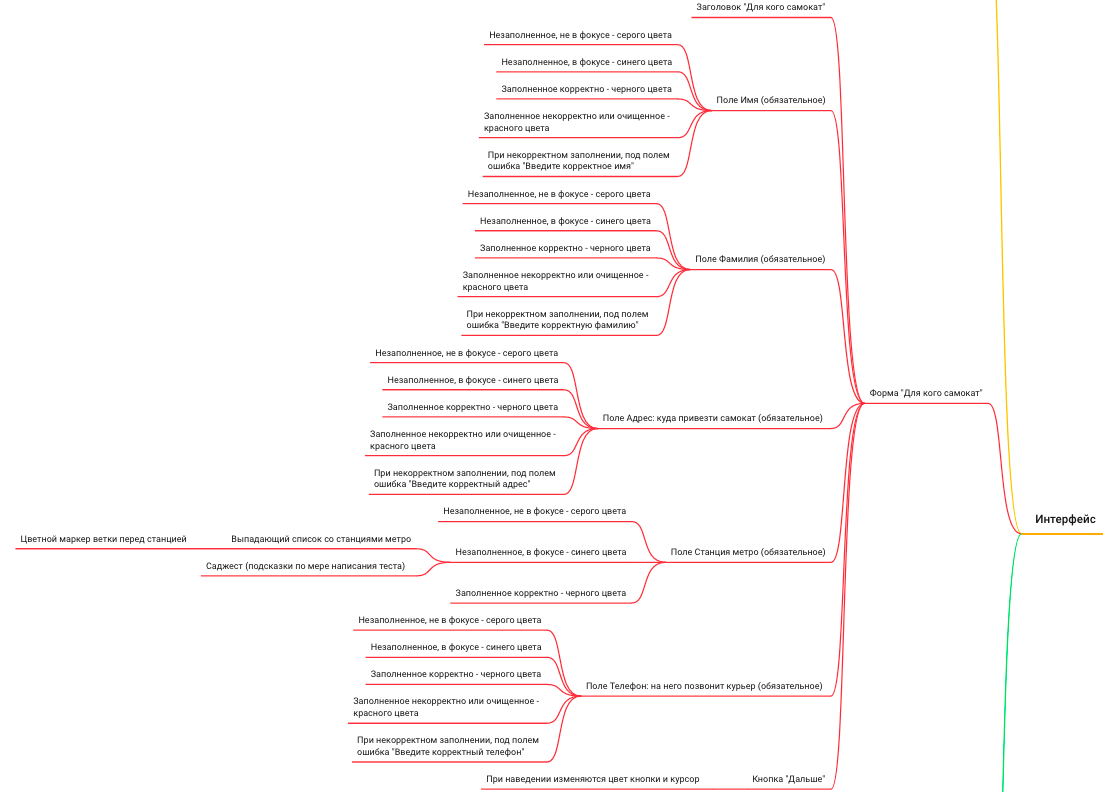 Заголовок "Для кого самокат"
Незаполненное, не в фокусе - серого цвета
Незаполненное, в фокусе - синего цвета
Заполненное корректно - черного цвета
Поле Имя (обязательное)
Заполненное некорректно или очищенное -
красного цвета
При некорректном заполнении, под полем
ошибка "Введите корректное имя"
Незаполненное, не в фокусе - серого цвета
Незаполненное, в фокусе - синего цвета
Заполненное корректно - черного цвета
Поле Фамилия (обязательное)
Заполненное некорректно или очищенное -
красного цвета
При некорректном заполнении, под полем
ошибка "Введите корректную фамилию"
Незаполненное, не в фокусе - серого цвета
Незаполненное, в фокусе - синего цвета
Форма "Для кого самокат"
Заполненное корректно - черного цвета
Поле Адрес: куда привезти самокат (обязательное)
Заполненное некорректно или очищенное -
красного цвета
При некорректном заполнении, под полем
ошибка "Введите корректный адрес"
Незаполненное, не в фокусе - серого цвета
Интерфейс
Цветной маркер ветки перед станцией
Выпадающий список со станциями метро
Незаполненное, в фокусе - синего цвета
Поле Станция метро (обязательное)
Саджест (подсказки по мере написания теста)
Заполненное корректно - черного цвета
Незаполненное, не в фокусе - серого цвета
Незаполненное, в фокусе - синего цвета
Заполненное корректно - черного цвета
Поле Телефон: на него позвонит курьер (обязательное)
Заполненное некорректно или очищенное -
красного цвета
При некорректном заполнении, под полем
ошибка "Введите корректный телефон"
При наведении изменяются цвет кнопки и курсор
Кнопка "Дальше"